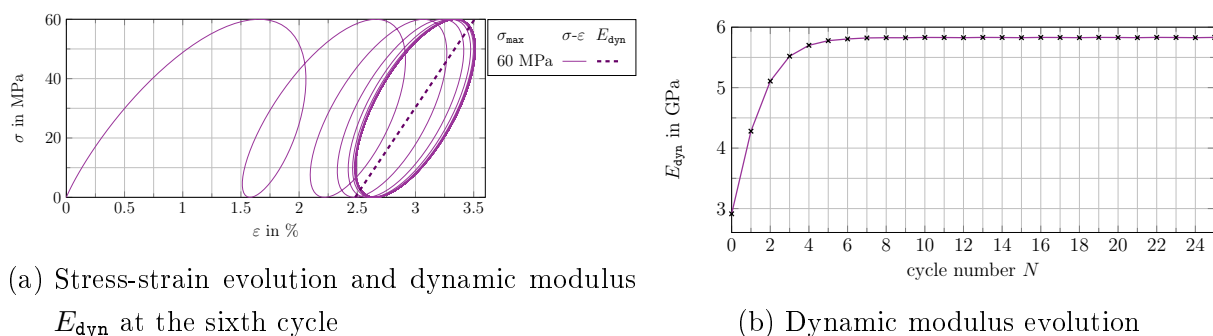 60
40
20
0
σ in MPa
0 0.5 1 1.5 2 2.5 3 3.5
ε in %
σmax σ-ε Edyn
60 MPa
(a) Stress-strain evolution and dynamic modulus
Edyn at the sixth cycle
6
5
4
3
Edyn in GPa
0 2 4 6 8 10 12 14 16 18 20 22 24
cycle number N
(b) Dynamic modulus evolution